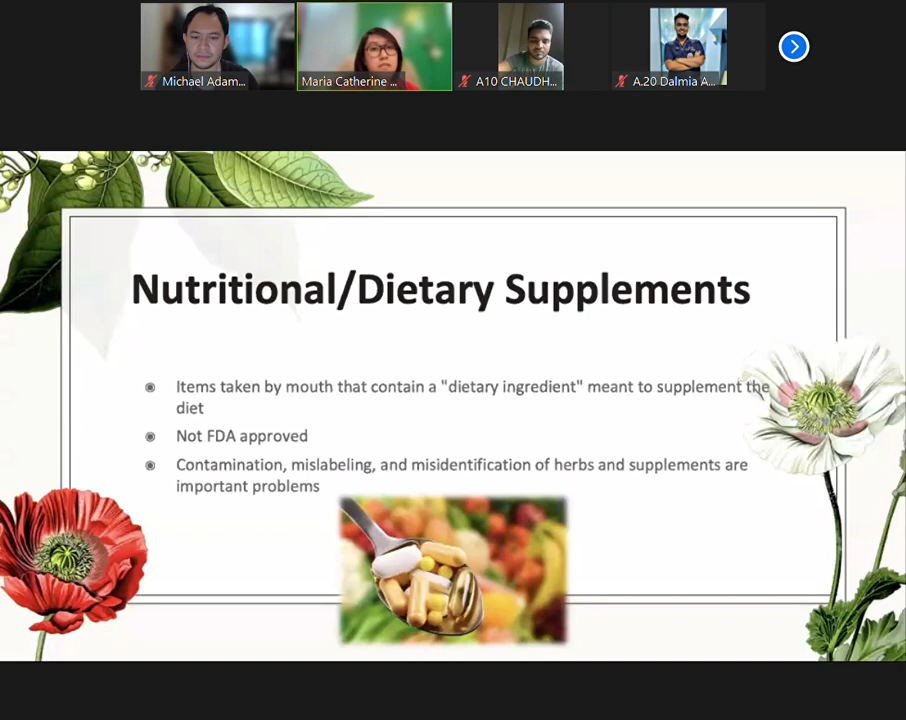 Michael Adam...
Maria Catherine ...
A10 CHAUDH...
A.20 Dalmia A...
Nutritional/Dietary Supplements
Items taken by mouth that contain a "dietary ingredient" meant to supplement the
diet
Not FDA approved
Contamination, mislabeling, and misidentification of herbs and supplements are
important problems